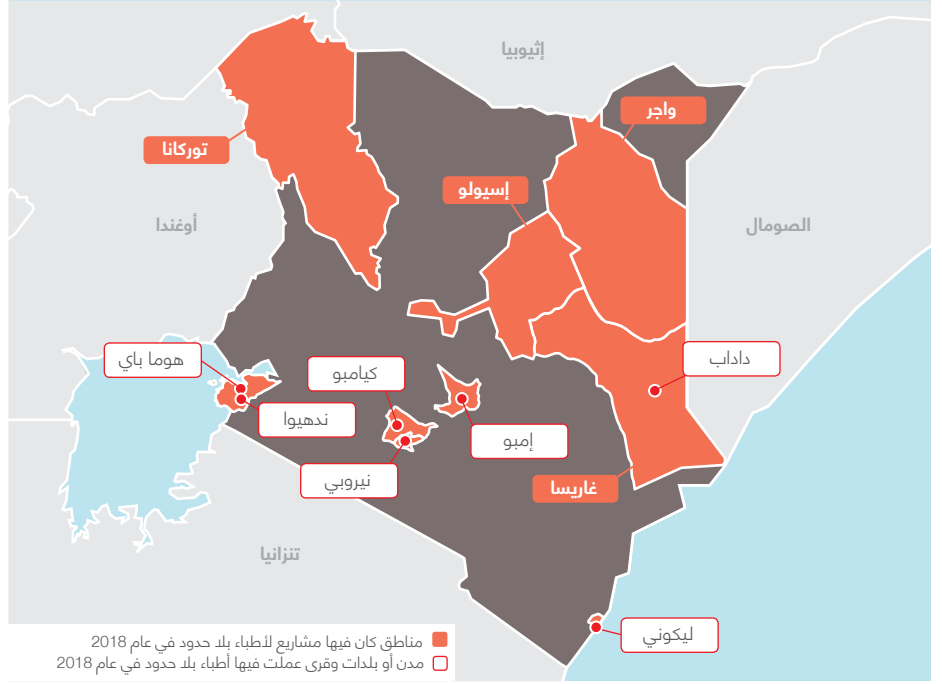 إثيوبيا
واجر
توركانا
إسيولو
أوغندا
الصومال
هوما باي
كيامبو
داداب
ندهيوا
إمبو
نيروبي
غاريسا
تنزانيا
ليكوني
مناطق كان فيها مشاريع لأطباء بلا حدود في عام 2018
مدن أو بلدات وقرى عملت فيها أطباء بلا حدود في عام 2018